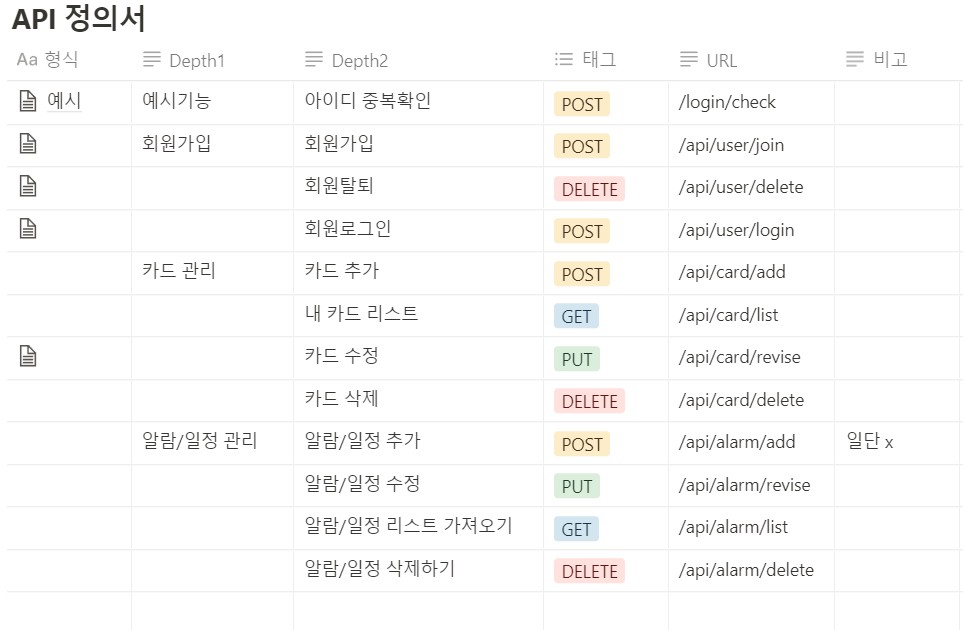 API 정의서
Aa 형식 Depth1 Depth2 태그 URL 비고
예시 예시기능 아이디 중복확인 POST /login/check
회원가입 회원가입 POST /api/user/join
회원탈퇴 DELETE /api/user/delete
회원로그인 POST /api/user/login
카드 관리 카드 추가 POST /api/card/add
내 카드 리스트 GET /api/card/list
카드 수정 PUT /api/card/revise
카드 삭제 DELETE /api/card/delete
알람/일정 관리 알람/일정 추가 POST /api/alarm/add 일단 x
알람/일정 수정 PUT /api/alarm/revise
알람/일정 리스트 가져오기 GET /api/alarm/list
알람/일정 삭제하기 DELETE /api/alarm/delete